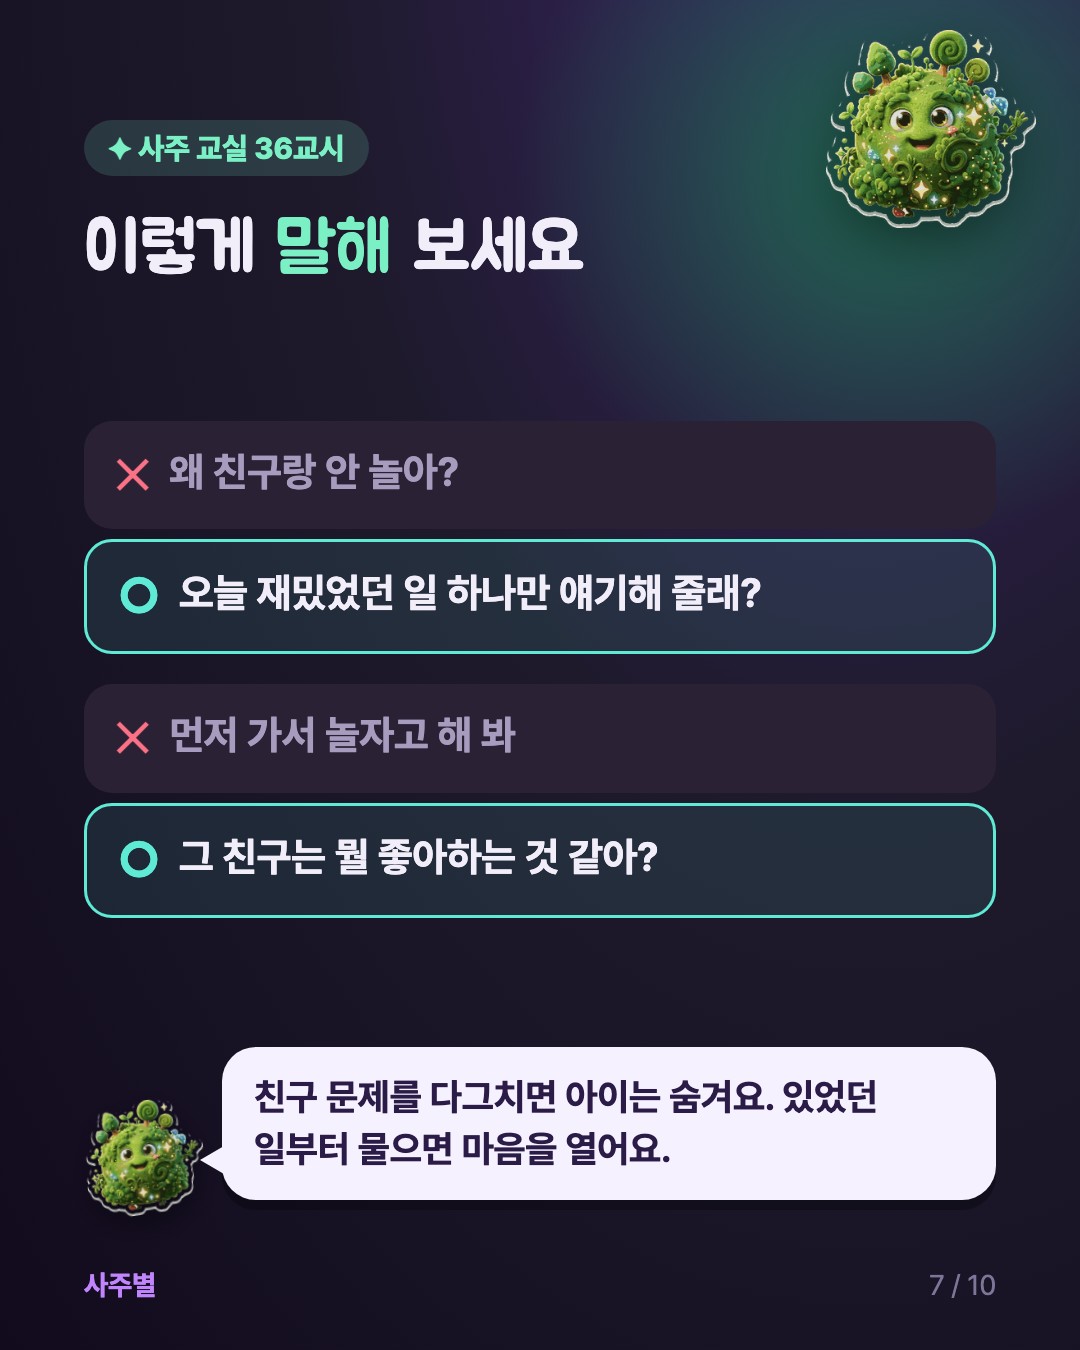 ✦ 사주 교실 36교시
이렇게 말해 보세요
왜 친구랑 안 놀아?
오늘 재밌었던 일 하나만 얘기해 줄래?
먼저 가서 놀자고 해 봐
그 친구는 뭘 좋아하는 것 같아?
친구 문제를 다그치면 아이는 숨겨요. 있었던
일부터 물으면 마음을 열어요.
사주별
7 / 10